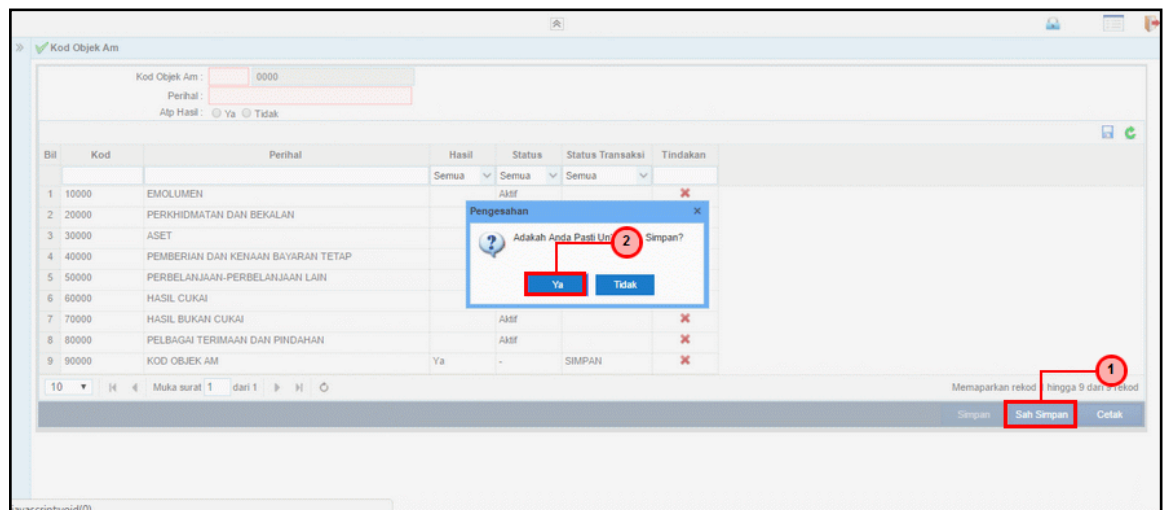 Kod Objek Am
Kod Objek Am : 0000
Perihal :
Atp Hasil : Ya Tidak
Bil Kod Perihal Hasil Status Status Transaksi Tindakan
Semua Semua Semua
1 10000 EMOLUMEN Aktif
2 20000 PERKHIDMATAN DAN BEKALAN
3 30000 ASET
4 40000 PEMBERIAN DAN KENAAN BAYARAN TETAP
5 50000 PERBELANJAAN-PERBELANJAAN LAIN
6 60000 HASIL CUKAI
7 70000 HASIL BUKAN CUKAI Aktif
8 80000 PELBAGAI TERIMAAN DAN PINDAHAN Aktif
9 90000 KOD OBJEK AM Ya - SIMPAN
Pengesahan x
Adakah Anda Pasti Simpan?
2
Ya Tidak
1
10 Muka surat 1 dari 1 Memaparkan rekod hingga 9 dari 9 rekod
Simpan Sah Simpan Cetak